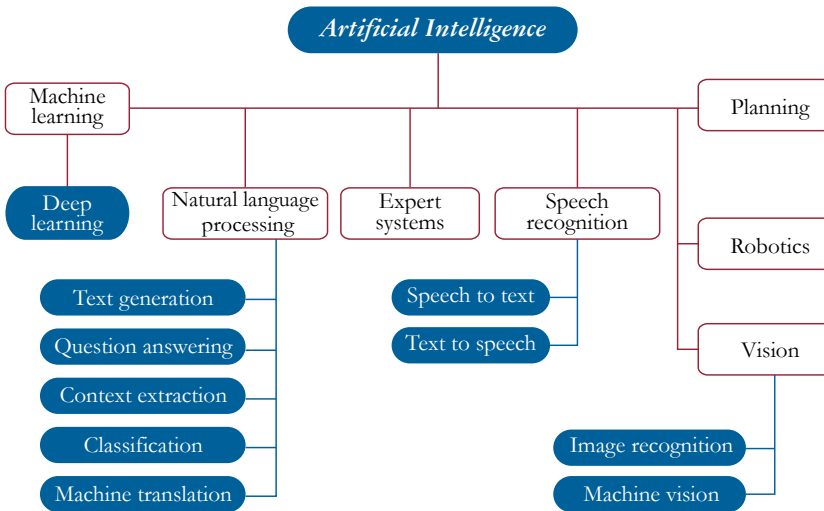 Artificial Intelligence
Machine
learning
Planning
Deep
learning
Natural language
processing
Expert
systems
Speech
recognition
Robotics
Text generation
Speech to text
Question answering
Text to speech
Vision
Context extraction
Classification
Image recognition
Machine translation
Machine vision